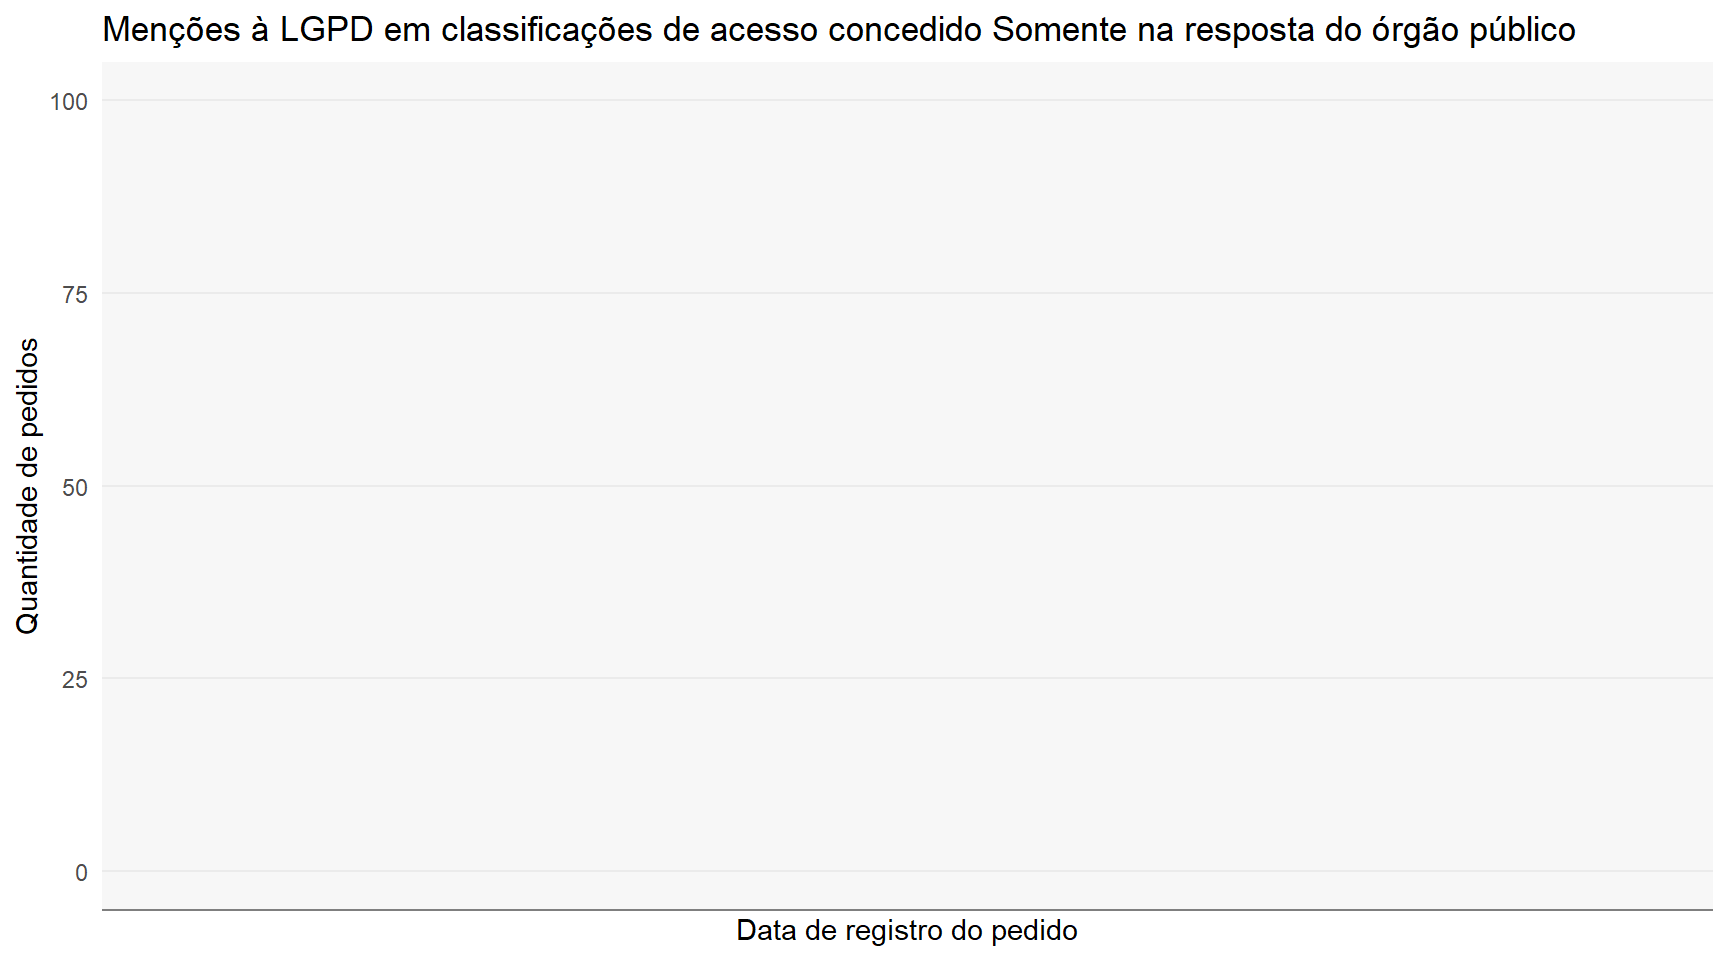 Menções à LGPD em classificações de acesso concedido Somente na resposta do órgão público
100
75
50
25
0
Quantidade de pedidos
Data de registro do pedido